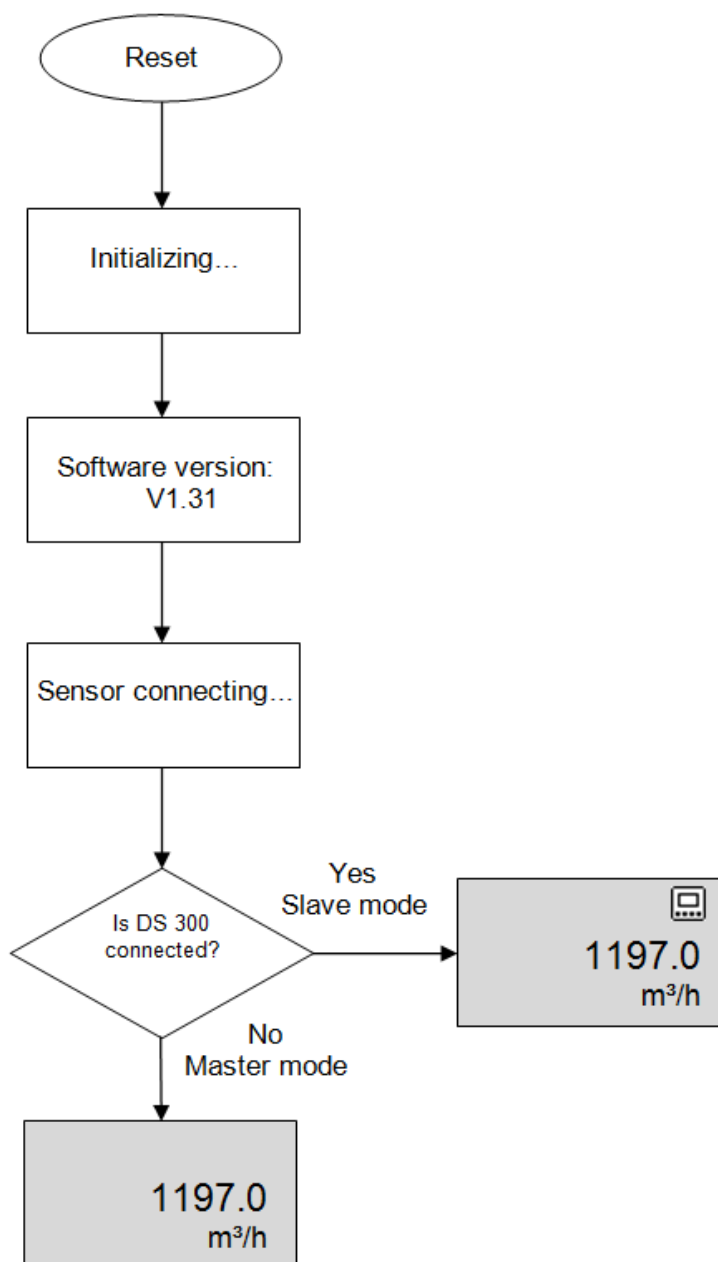 Reset
Initializing...
Software version:
V1.31
Sensor connecting...
Is DS 300
connected?
Yes
Slave mode
1197.0
m³/h
No
Master mode
1197.0
m³/h